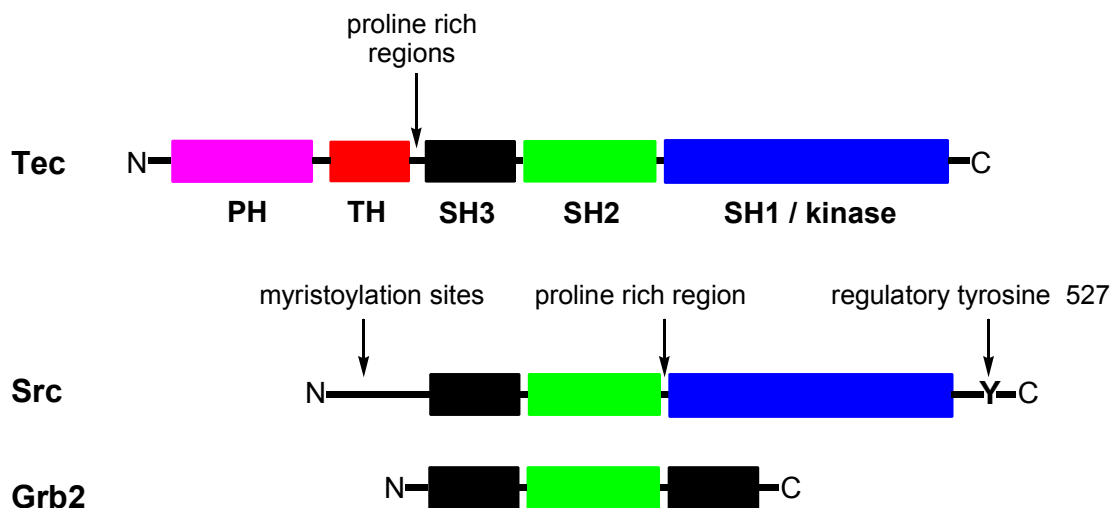 proline rich
regions
Tec N C
PH TH SH3 SH2 SH1 / kinase
myristoylation sites proline rich region regulatory tyrosine 527
Src N Y C
Grb2 N C